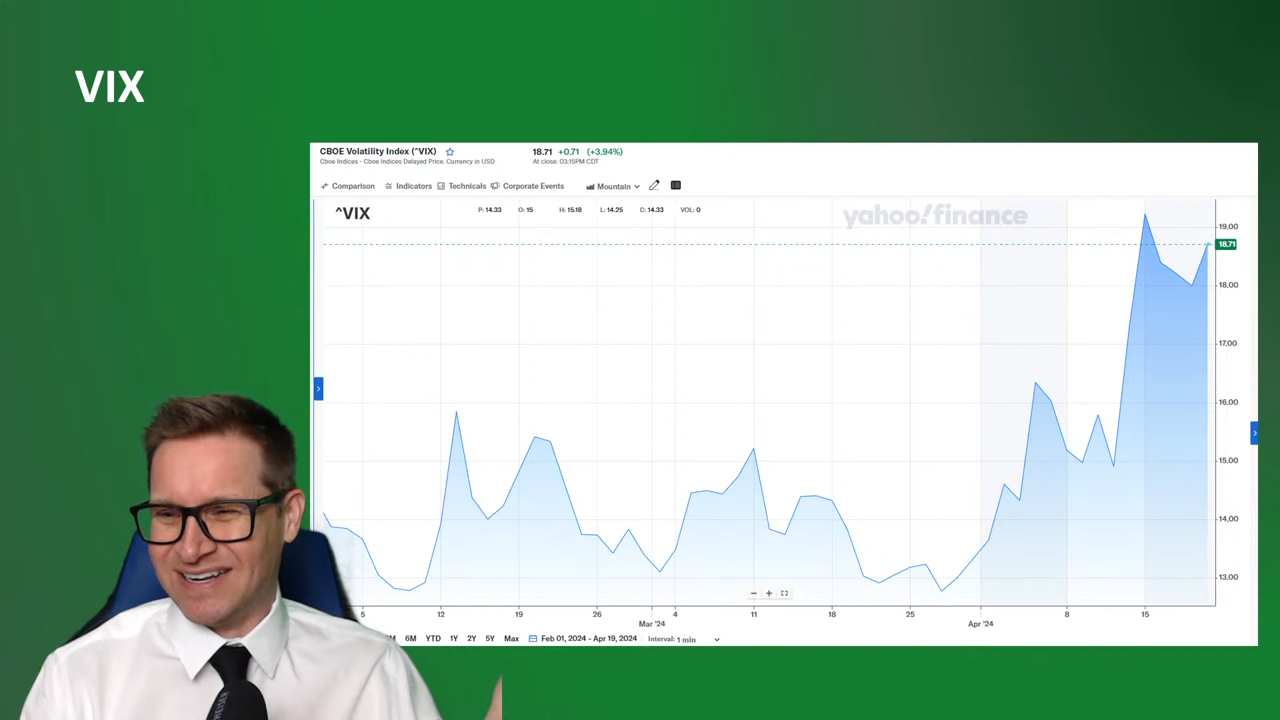 VIX
CBOE Volatility Index (^VIX) 18.71 +0.71 (+3.94%)
Cboe Indices - Cboe Indices Delayed Price. Currency in USD At close: 03:15PM CDT
Comparison Indicators Technicals Corporate Events Mountain
^VIX P: 14.33 O: 15 H: 15.18 L: 14.25 C: 14.33 VOL: 0
yahoo!finance
19,00
18.71
18,00
17,00
16,00
15,00
14,00
13,00
5 12 19 26 4 11 18 25 8 15
Mar '24 Apr '24
6M YTD 1Y 2Y 5Y Max Feb 01, 2024 - Apr 19, 2024 Interval: 1 min